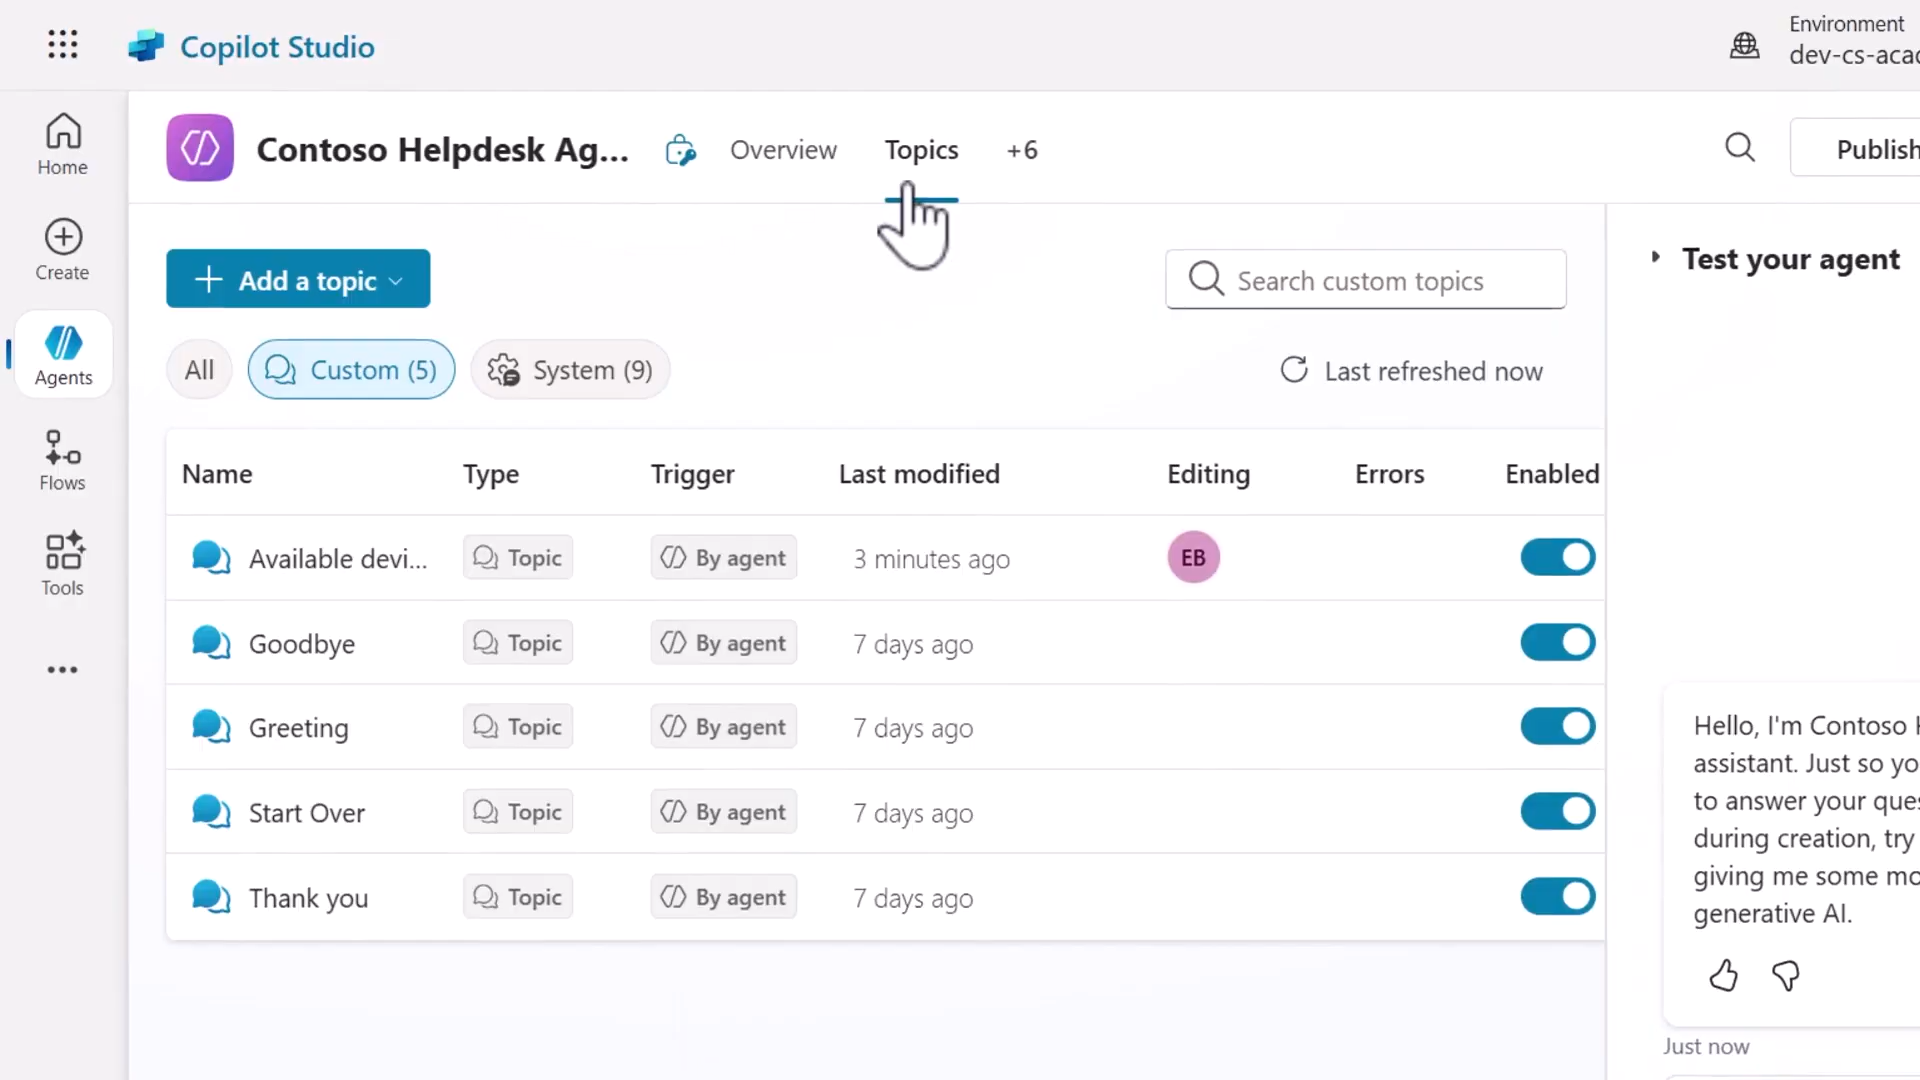 Copilot Studio
Environment
dev-cs-acad
Home
Create
Agents
Flows
Tools
Contoso Helpdesk Ag...
Overview
Topics
+6
Publish
Add a topic
Search custom topics
All
Custom (5)
System (9)
Last refreshed now
Name Type Trigger Last modified Editing Errors Enabled
Available devi... Topic By agent 3 minutes ago EB
Goodbye Topic By agent 7 days ago
Greeting Topic By agent 7 days ago
Start Over Topic By agent 7 days ago
Thank you Topic By agent 7 days ago
Test your agent
Hello, I'm Contoso
assistant. Just so yo
to answer your ques
during creation, try
giving me some mo
generative AI.
Just now